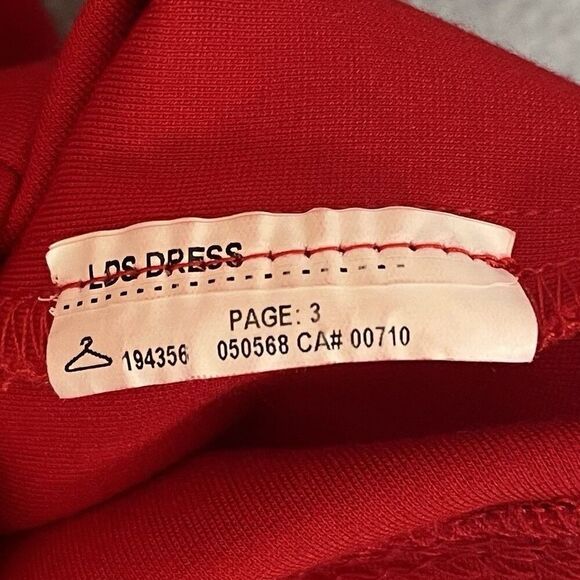 LDS DRESS
PAGE: 3
194356 050568 CA# 00710